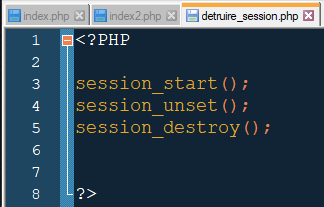 index.php index2.php detruire_session.php
1 <?PHP
2
3 session_start();
4 session_unset();
5 session_destroy();
6
7
8 ?>